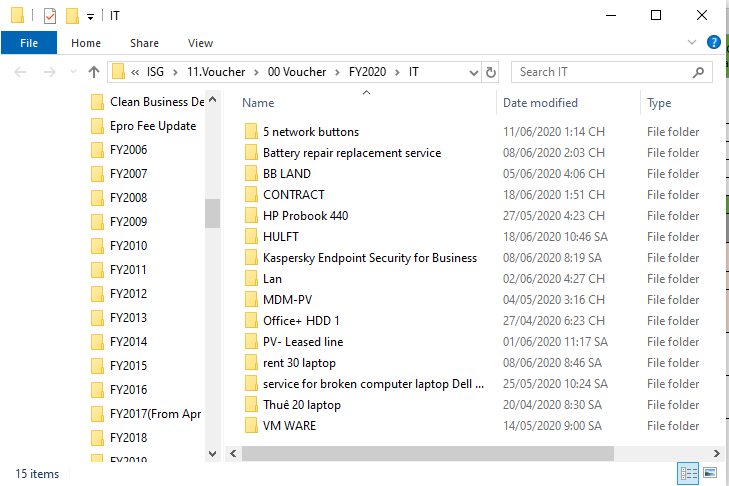 IT
File Home Share View
« ISG > 11.Voucher > 00 Voucher > FY2020 > IT
Search IT
Clean Business De
Epro Fee Update
FY2006
FY2007
FY2008
FY2009
FY2010
FY2011
FY2012
FY2013
FY2014
FY2015
FY2016
FY2017(From Apr
FY2018
FY2019
Name Date modified Type
5 network buttons 11/06/2020 1:14 CH File folder
Battery repair replacement service 08/06/2020 2:03 CH File folder
BB LAND 05/06/2020 4:06 CH File folder
CONTRACT 18/06/2020 1:51 CH File folder
HP Probook 440 27/05/2020 4:23 CH File folder
HULFT 18/06/2020 10:46 SA File folder
Kaspersky Endpoint Security for Business 08/06/2020 8:19 SA File folder
Lan 02/06/2020 4:27 CH File folder
MDM-PV 04/05/2020 3:16 CH File folder
Office+ HDD 1 27/04/2020 6:23 CH File folder
PV- Leased line 01/06/2020 11:17 SA File folder
rent 30 laptop 08/06/2020 8:46 SA File folder
service for broken computer laptop Dell ... 25/05/2020 10:24 SA File folder
Thuê 20 laptop 20/04/2020 8:30 SA File folder
VM WARE 14/05/2020 9:00 SA File folder
15 items